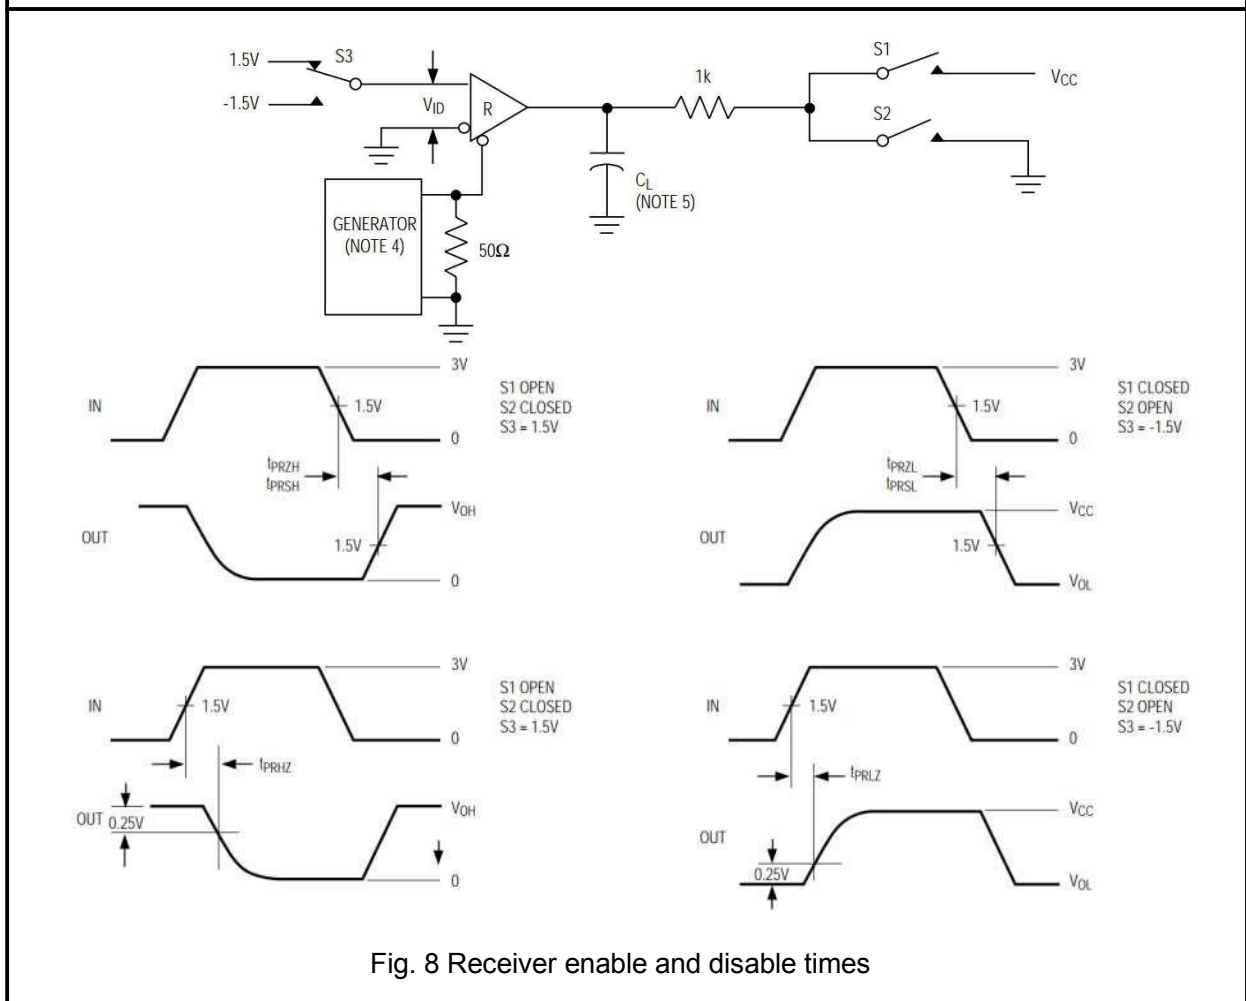 1.5V
S3
-1.5V
VID
R
1k
S1
VCC
S2
CL
(NOTE 5)
GENERATOR
(NOTE 4)
50Ω
3V
IN
1.5V
0
S1 OPEN
S2 CLOSED
S3 = 1.5V
tPRZH
tPRSH
OUT
VOH
1.5V
0
3V
IN
1.5V
0
S1 CLOSED
S2 OPEN
S3 = -1.5V
tPRZL
tPRSL
OUT
VCC
1.5V
VOL
3V
IN
1.5V
0
S1 OPEN
S2 CLOSED
S3 = 1.5V
tPRHZ
OUT
0.25V
VOH
0
3V
IN
1.5V
0
S1 CLOSED
S2 OPEN
S3 = -1.5V
tPRLZ
OUT
VCC
0.25V
VOL
Fig. 8 Receiver enable and disable times